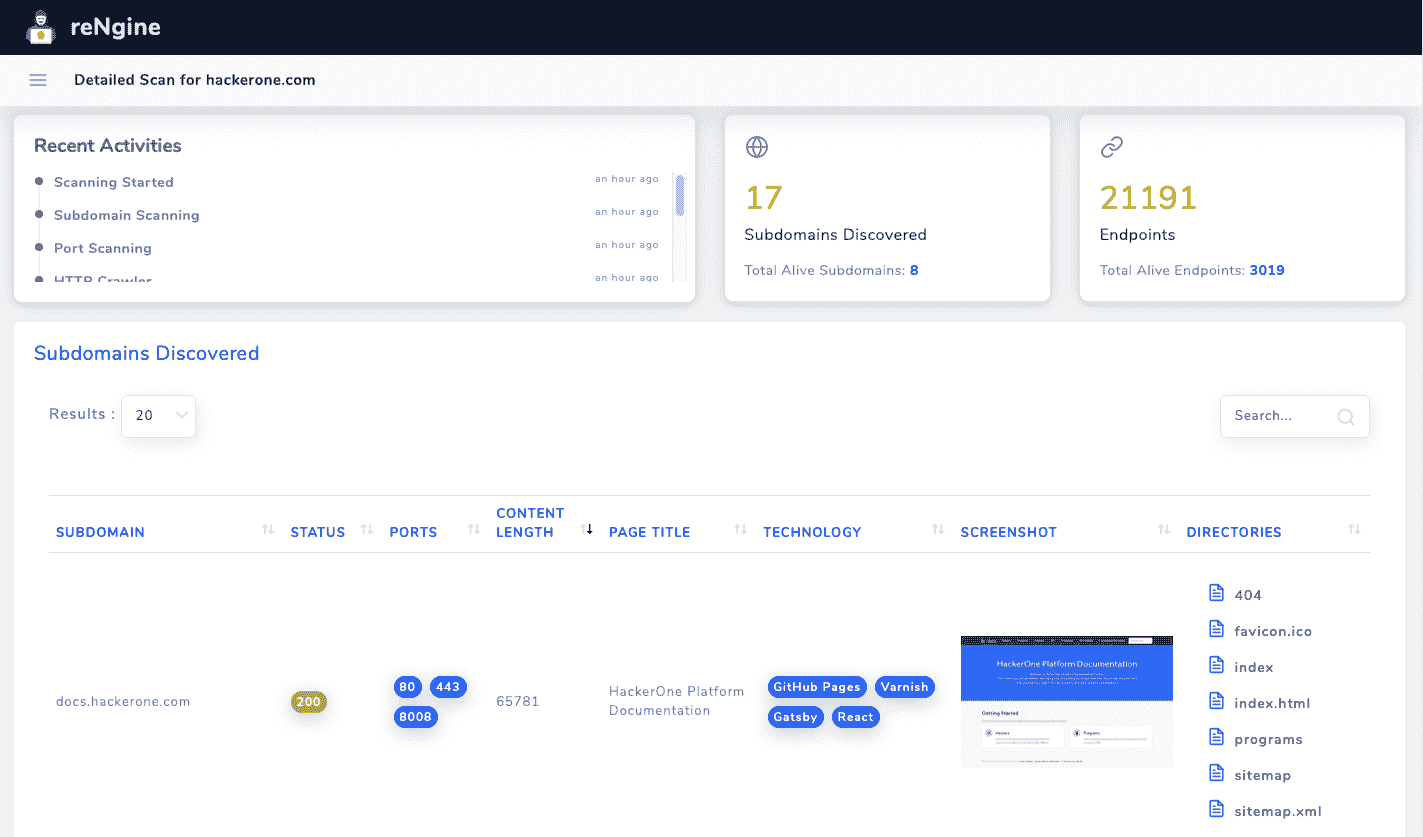 reNgine
Detailed Scan for hackerone.com
Recent Activities
Scanning Started an hour ago
Subdomain Scanning an hour ago
Port Scanning an hour ago
HTTP Crawler an hour ago
17
Subdomains Discovered
Total Alive Subdomains: 8
21191
Endpoints
Total Alive Endpoints: 3019
Subdomains Discovered
Results : 20
Search...
SUBDOMAIN STATUS PORTS CONTENT LENGTH PAGE TITLE TECHNOLOGY SCREENSHOT DIRECTORIES
docs.hackerone.com
200
80 443
8008
65781
HackerOne Platform
Documentation
GitHub Pages Varnish
Gatsby React
HackerOne Platform Documentation
Getting Started
Programs
404
favicon.ico
index
index.html
programs
sitemap
sitemap.xml